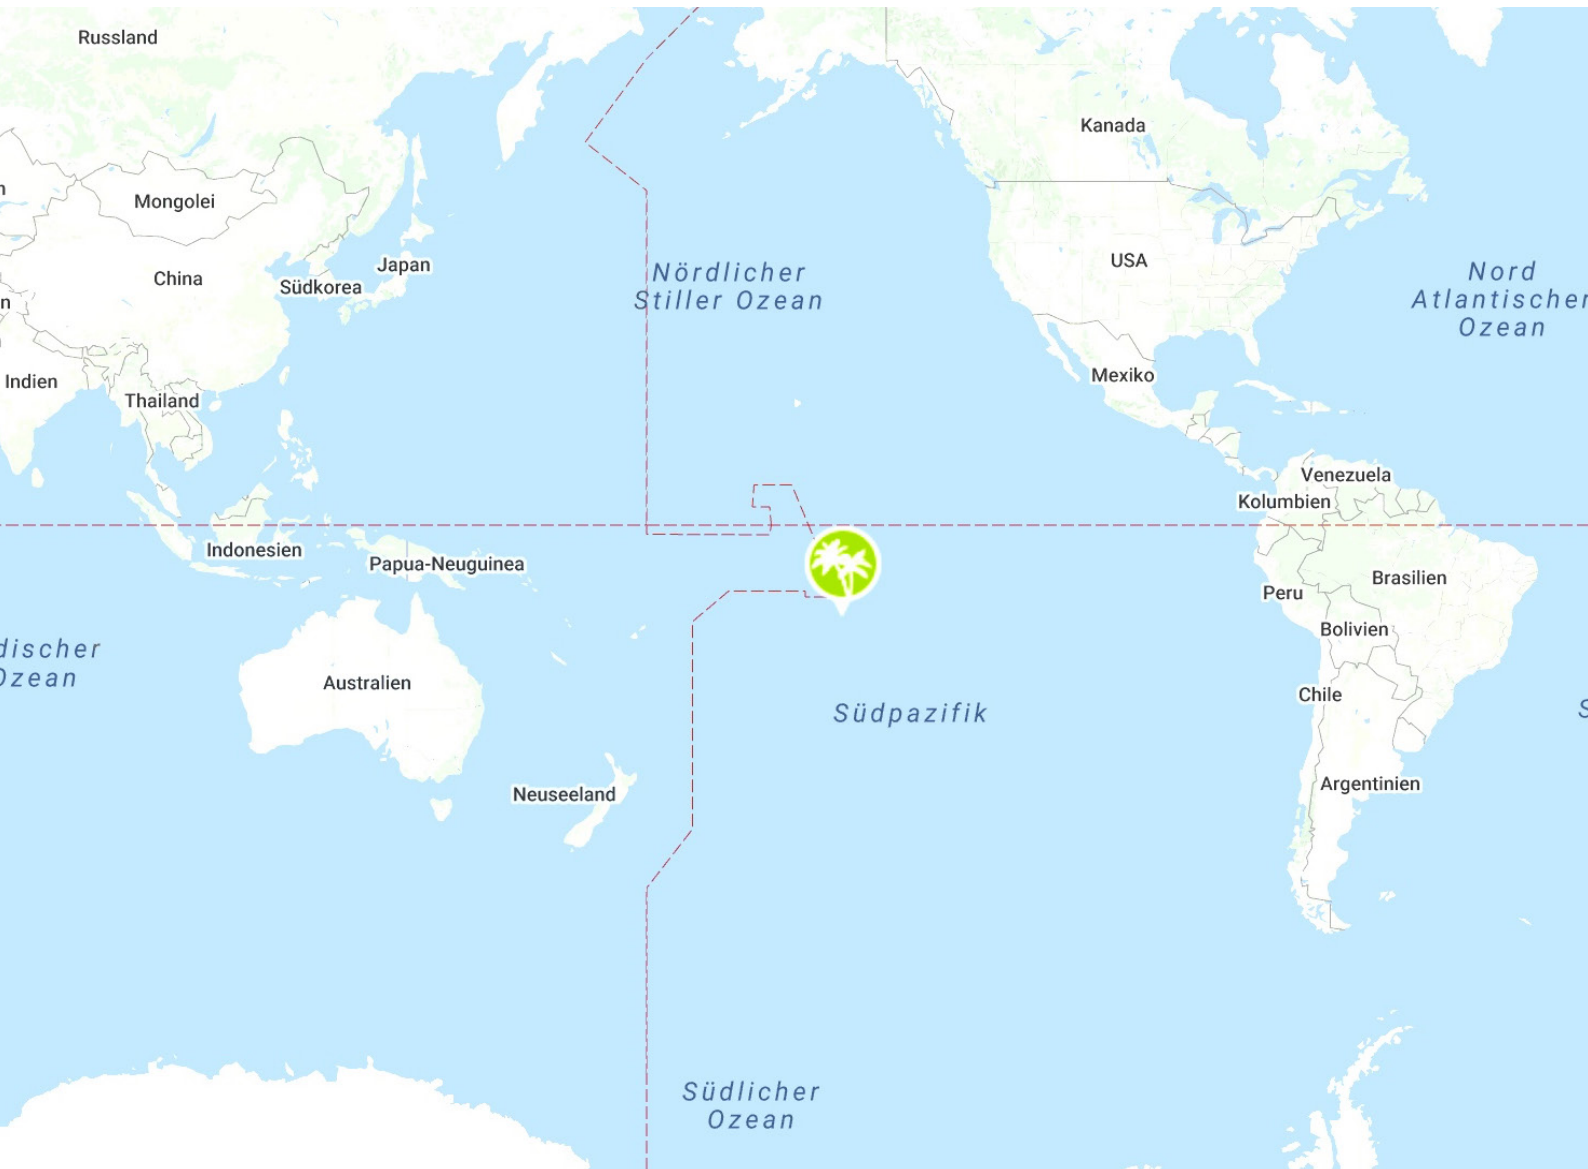 Russland
Kanada
Mongolei
USA
Japan
Nördlicher
Stiller Ozean
Nord
Atlantischer
Ozean
China
Südkorea
n
n
Indien
Mexiko
Thailand
Venezuela
Kolumbien
Indonesien
Papua-Neuguinea
Brasilien
Peru
Bolivien
discher
Ozean
Australien
Chile
Südpazifik
S
Neuseeland
Argentinien
Südlicher
Ozean